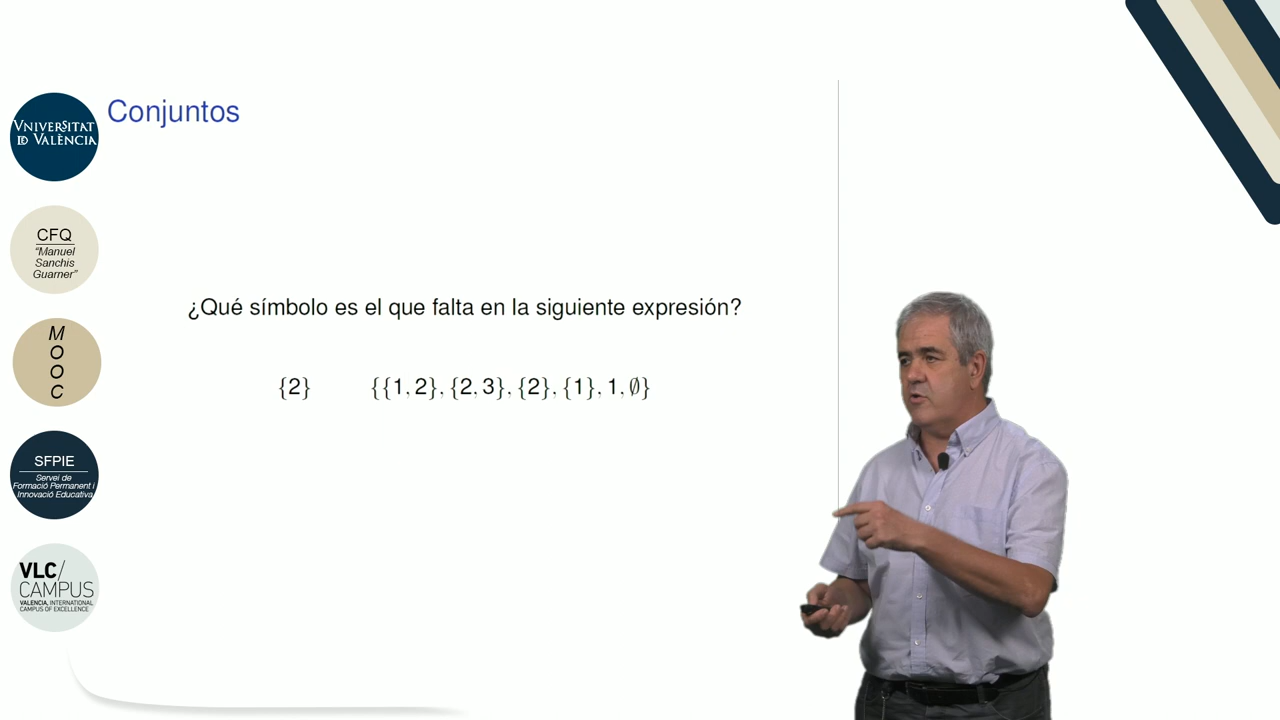 Conjuntos
VNIVERSITAT
ID VALÈNCIA
CFQ
“Manuel
Sanchis
Guarner”
M
O
O
C
SFPIE
Servei de
Formació Permanent i
Innovació Educativa
VLC/
CAMPUS
VALENCIA, INTERNATIONAL
CAMPUS OF EXCELLENCE
¿Qué símbolo es el que falta en la siguiente expresión?
{2} {{1, 2}, {2, 3}, {2}, {1}, 1, ∅}